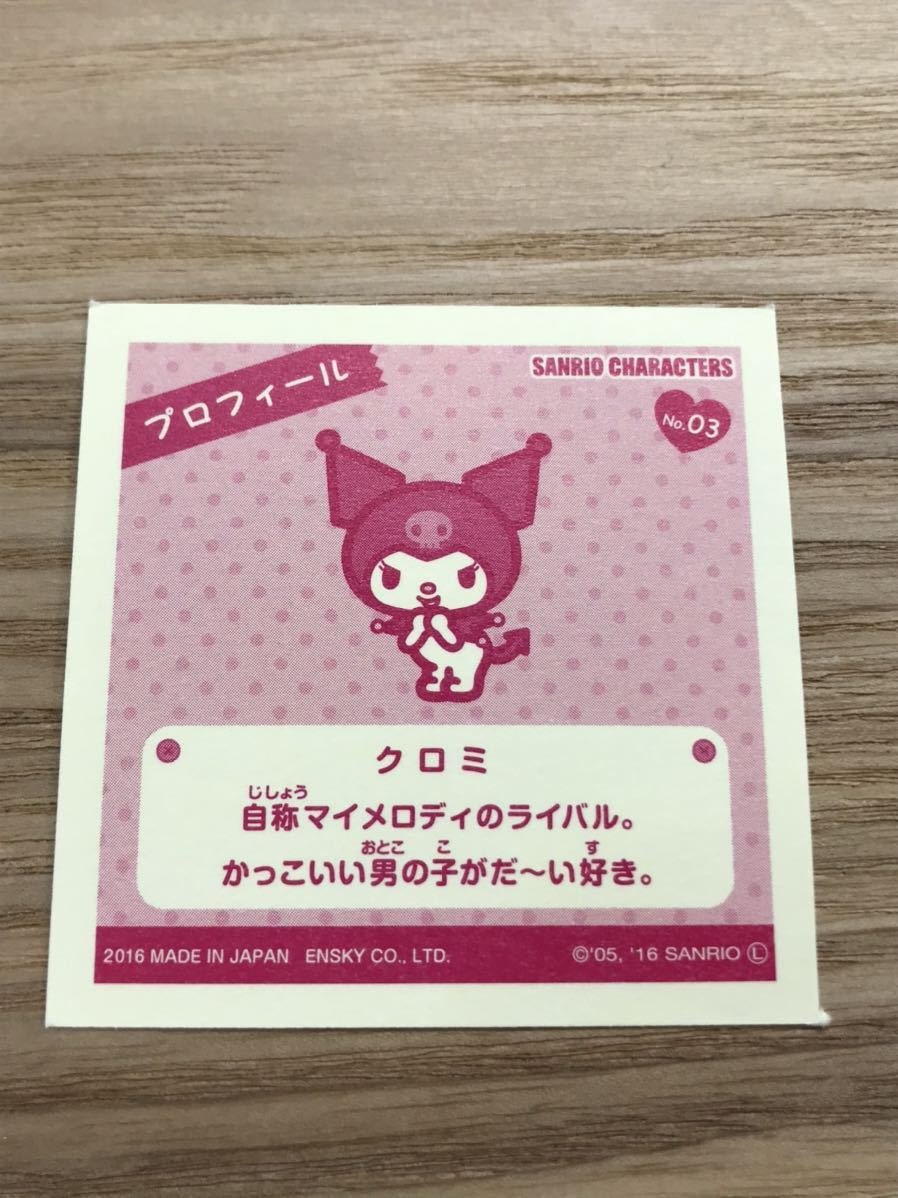 プロフィール
SANRIO CHARACTERS
No.03
クロミ
じしょう
自称マイメロディのライバル。
おとこ こ す
かっこいい男の子がだ〜い好き。
2016 MADE IN JAPAN ENSKY CO., LTD.
©'05, '16 SANRIO Ⓛ